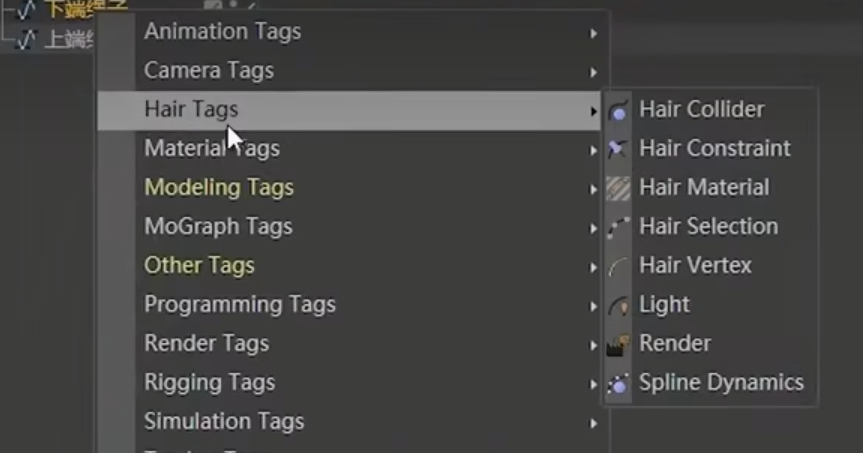 下端绳子
上端
Animation Tags
Camera Tags
Hair Tags
Material Tags
Modeling Tags
MoGraph Tags
Other Tags
Programming Tags
Render Tags
Rigging Tags
Simulation Tags
Hair Collider
Hair Constraint
Hair Material
Hair Selection
Hair Vertex
Light
Render
Spline Dynamics